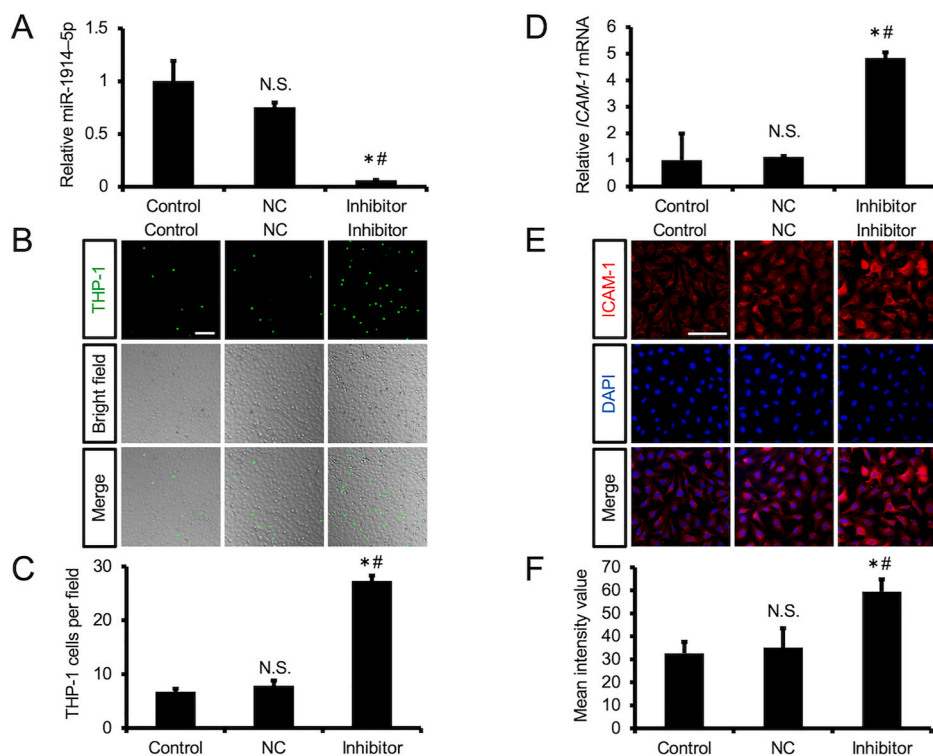 A
Relative miR-1914–5p
1.5
1
0.5
0
N.S.
*#
Control
NC
Inhibitor
B
Control
NC
Inhibitor
THP-1
Bright field
Merge
C
THP-1 cells per field
30
20
10
0
N.S.
*#
Control
NC
Inhibitor
D
Relative ICAM-1 mRNA
6
5
4
3
2
1
0
N.S.
*#
Control
NC
Inhibitor
E
Control
NC
Inhibitor
ICAM-1
DAPI
Merge
F
Mean intensity value
70
60
50
40
30
20
10
0
N.S.
*#
Control
NC
Inhibitor